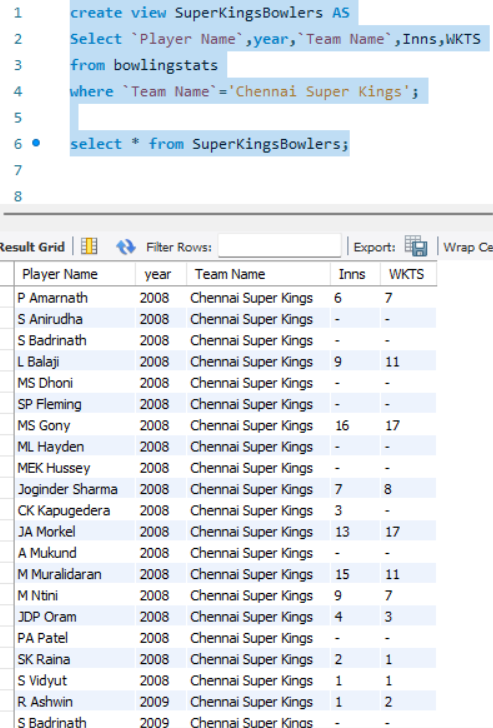 1 create view SuperKingsBowlers AS
2 Select `Player Name`,year,`Team Name`,Inns,WKTS
3 from bowlingstats
4 where `Team Name`='Chennai Super Kings';
5
6 select * from SuperKingsBowlers;
7
8
Result Grid Filter Rows: Export: Wrap Ce
Player Name year Team Name Inns WKTS
P Amarnath 2008 Chennai Super Kings 6 7
S Anirudha 2008 Chennai Super Kings - -
S Badrinath 2008 Chennai Super Kings - -
L Balaji 2008 Chennai Super Kings 9 11
MS Dhoni 2008 Chennai Super Kings - -
SP Fleming 2008 Chennai Super Kings - -
MS Gony 2008 Chennai Super Kings 16 17
ML Hayden 2008 Chennai Super Kings - -
MEK Hussey 2008 Chennai Super Kings - -
Joginder Sharma 2008 Chennai Super Kings 7 8
CK Kapugedera 2008 Chennai Super Kings 3 -
JA Morkel 2008 Chennai Super Kings 13 17
A Mukund 2008 Chennai Super Kings - -
M Muralidaran 2008 Chennai Super Kings 15 11
M Ntini 2008 Chennai Super Kings 9 7
JDP Oram 2008 Chennai Super Kings 4 3
PA Patel 2008 Chennai Super Kings - -
SK Raina 2008 Chennai Super Kings 2 1
S Vidyut 2008 Chennai Super Kings 1 1
R Ashwin 2009 Chennai Super Kings 1 2
S Badrinath 2009 Chennai Super Kings - -